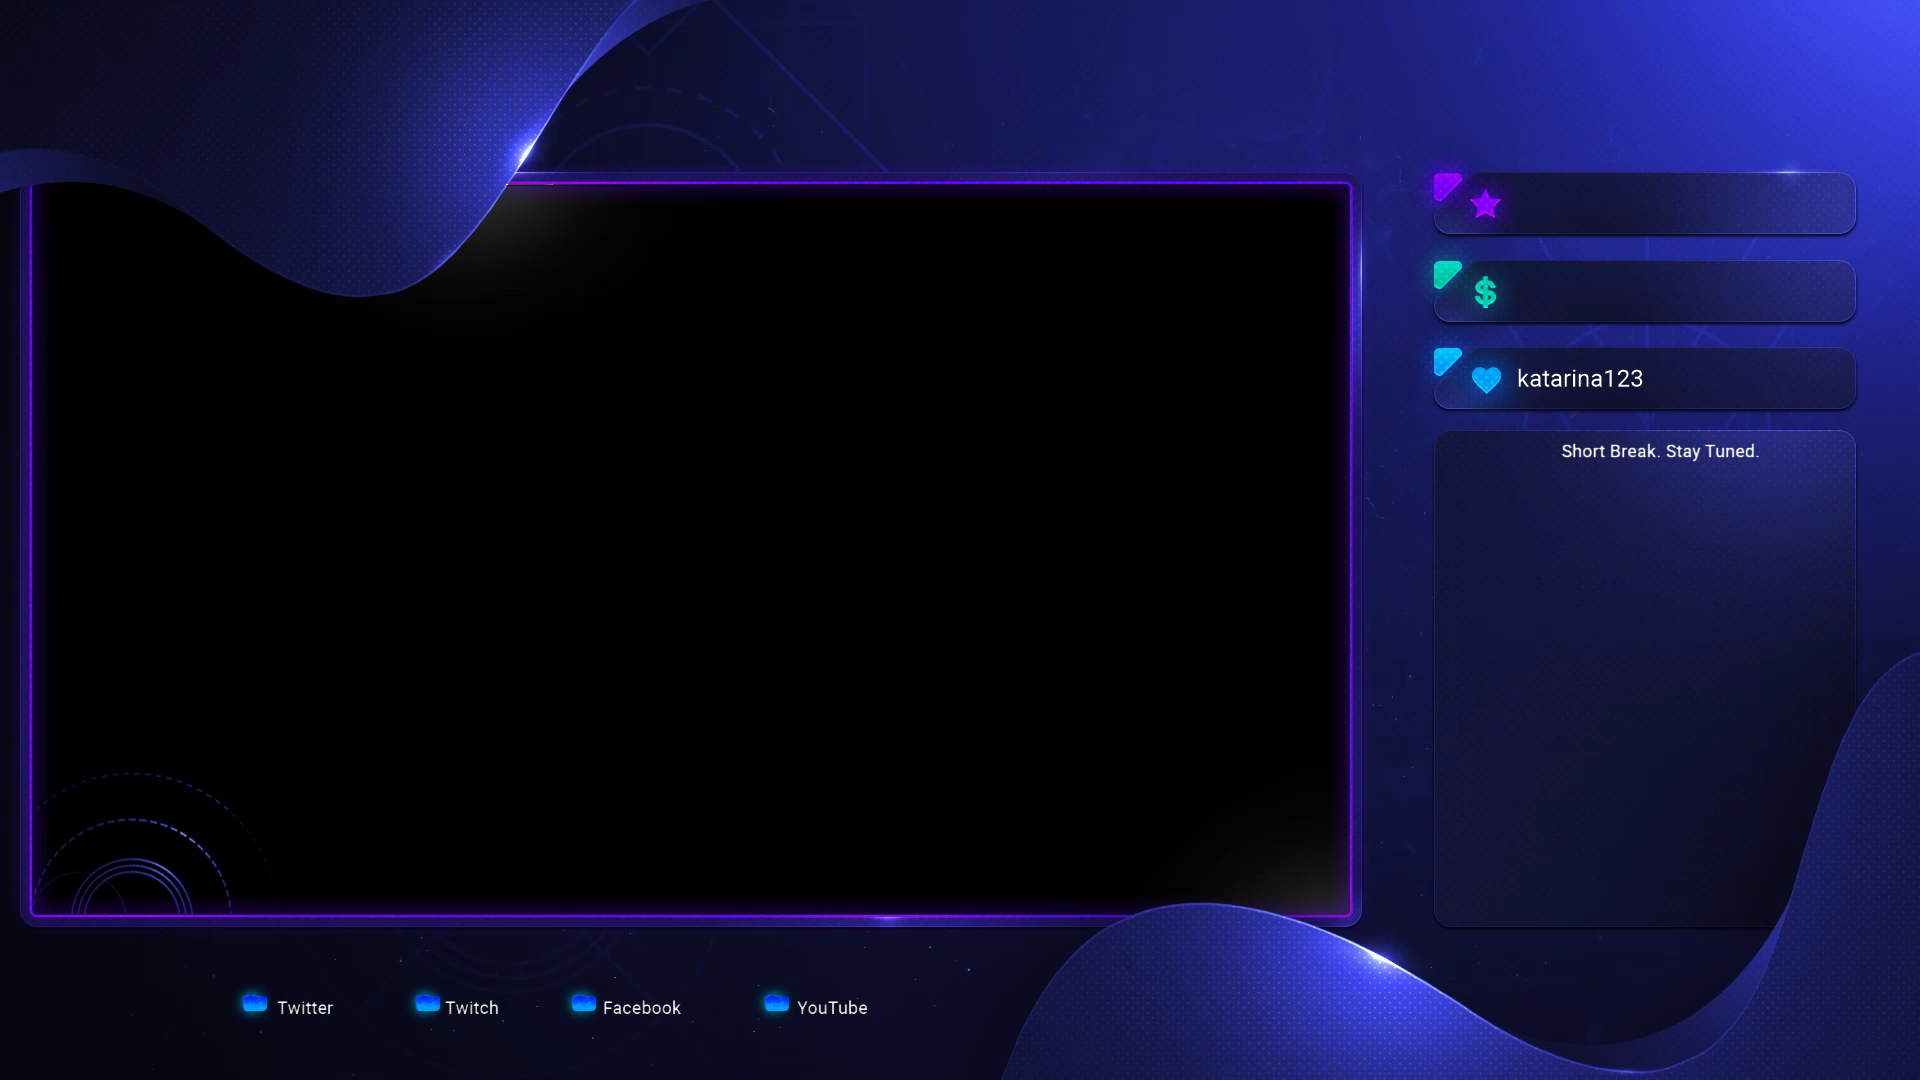 katarina123
Short Break. Stay Tuned.
Twitter
Twitch
Facebook
YouTube